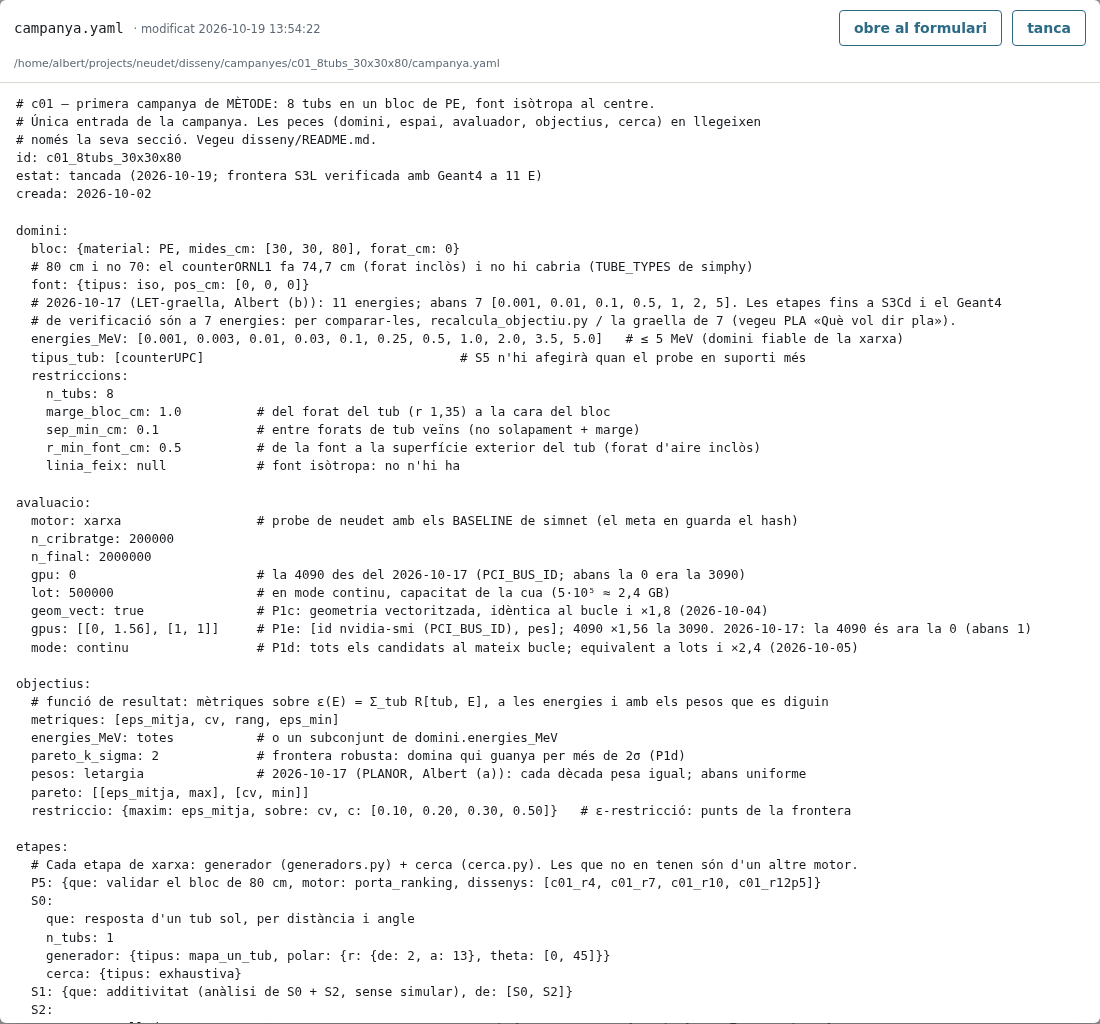 campanya.yaml · modificat 2026-10-19 13:54:22
obre al formulari
tanca
/home/albert/projects/neudet/disseny/campanyes/c01_8tubs_30x30x80/campanya.yaml
# c01 — primera campanya de MÈTODE: 8 tubs en un bloc de PE, font isòtropa al centre.
# Única entrada de la campanya. Les peces (domini, espai, avaluador, objectius, cerca) en llegeixen
# només la seva secció. Vegeu disseny/README.md.
id: c01_8tubs_30x30x80
estat: tancada (2026-10-19; frontera S3L verificada amb Geant4 a 11 E)
creada: 2026-10-02
domini:
  bloc: {material: PE, mides_cm: [30, 30, 80], forat_cm: 0}
  # 80 cm i no 70: el counterORNL1 fa 74,7 cm (forat inclòs) i no hi cabria (TUBE_TYPES de simphy)
  font: {tipus: iso, pos_cm: [0, 0, 0]}
  # 2026-10-17 (LET-graella, Albert (b)): 11 energies; abans 7 [0.001, 0.01, 0.1, 0.5, 1, 2, 5]. Les etapes fins a S3Cd i el Geant4
  # de verificació són a 7 energies: per comparar-les, recalcula_objectiu.py / la graella de 7 (vegeu PLA «Què vol dir pla»).
  energies_MeV: [0.001, 0.003, 0.01, 0.03, 0.1, 0.25, 0.5, 1.0, 2.0, 3.5, 5.0]   # ≤ 5 MeV (domini fiable de la xarxa)
  tipus_tub: [counterUPC]                                  # S5 n'hi afegirà quan el probe en suporti més
  restriccions:
    n_tubs: 8
    marge_bloc_cm: 1.0          # del forat del tub (r 1,35) a la cara del bloc
    sep_min_cm: 0.1             # entre forats de tub veïns (no solapament + marge)
    r_min_font_cm: 0.5          # de la font a la superfície exterior del tub (forat d'aire inclòs)
    linia_feix: null            # font isòtropa: no n'hi ha
avaluacio:
  motor: xarxa                  # probe de neudet amb els BASELINE de simnet (el meta en guarda el hash)
  n_cribratge: 200000
  n_final: 2000000
  gpu: 0                        # la 4090 des del 2026-10-17 (PCI_BUS_ID; abans la 0 era la 3090)
  lot: 500000                   # en mode continu, capacitat de la cua (5·10⁵ ≈ 2,4 GB)
  geom_vect: true               # P1c: geometria vectoritzada, idèntica al bucle i ×1,8 (2026-10-04)
  gpus: [[0, 1.56], [1, 1]]     # P1e: [id nvidia-smi (PCI_BUS_ID), pes]; 4090 ×1,56 la 3090. 2026-10-17: la 4090 és ara la 0 (abans 1)
  mode: continu                 # P1d: tots els candidats al mateix bucle; equivalent a lots i ×2,4 (2026-10-05)
objectius:
  # funció de resultat: mètriques sobre ε(E) = Σ_tub R[tub, E], a les energies i amb els pesos que es diguin
  metriques: [eps_mitja, cv, rang, eps_min]
  energies_MeV: totes           # o un subconjunt de domini.energies_MeV
  pareto_k_sigma: 2             # frontera robusta: domina qui guanya per més de 2σ (P1d)
  pesos: letargia               # 2026-10-17 (PLANOR, Albert (a)): cada dècada pesa igual; abans uniforme
  pareto: [[eps_mitja, max], [cv, min]]
  restriccio: {maxim: eps_mitja, sobre: cv, c: [0.10, 0.20, 0.30, 0.50]}   # ε-restricció: punts de la frontera
etapes:
  # Cada etapa de xarxa: generador (generadors.py) + cerca (cerca.py). Les que no en tenen són d'un altre motor.
  P5: {que: validar el bloc de 80 cm, motor: porta_ranking, dissenys: [c01_r4, c01_r7, c01_r10, c01_r12p5]}
  S0:
    que: resposta d'un tub sol, per distància i angle
    n_tubs: 1
    generador: {tipus: mapa_un_tub, polar: {r: {de: 2, a: 13}, theta: [0, 45]}}
    cerca: {tipus: exhaustiva}
  S1: {que: additivitat (anàlisi de S0 + S2, sense simular), de: [S0, S2]}
  S2: